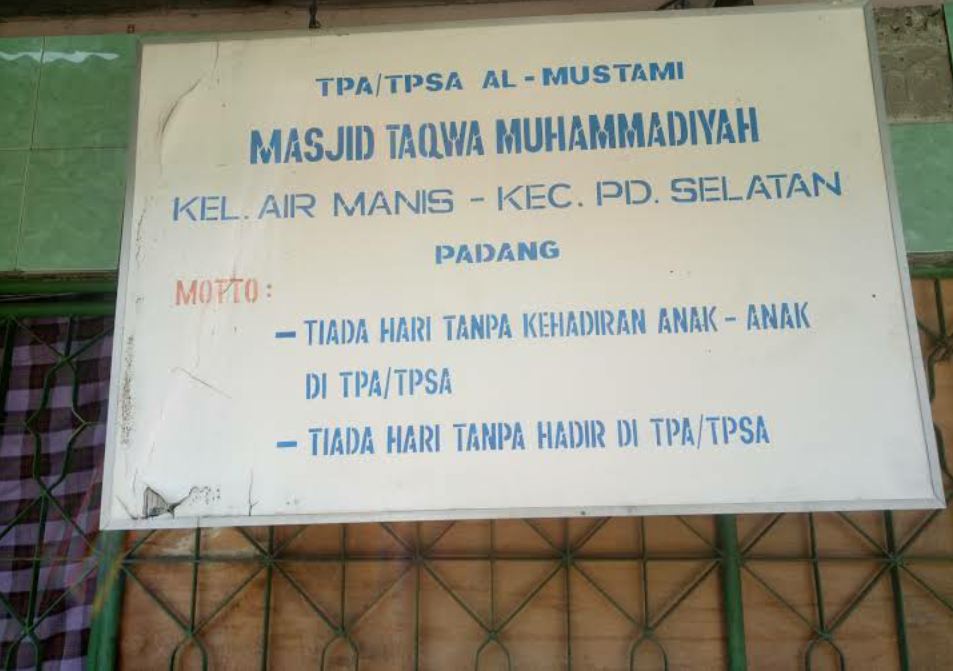 TPA/TPSA AL - MUSTAMI
MASJID TAQWA MUHAMMADIYAH
KEL. AIR MANIS - KEC. PD. SELATAN
PADANG
MOTTO :
- TIADA HARI TANPA KEHADIRAN ANAK - ANAK
DI TPA/TPSA
- TIADA HARI TANPA HADIR DI TPA/TPSA